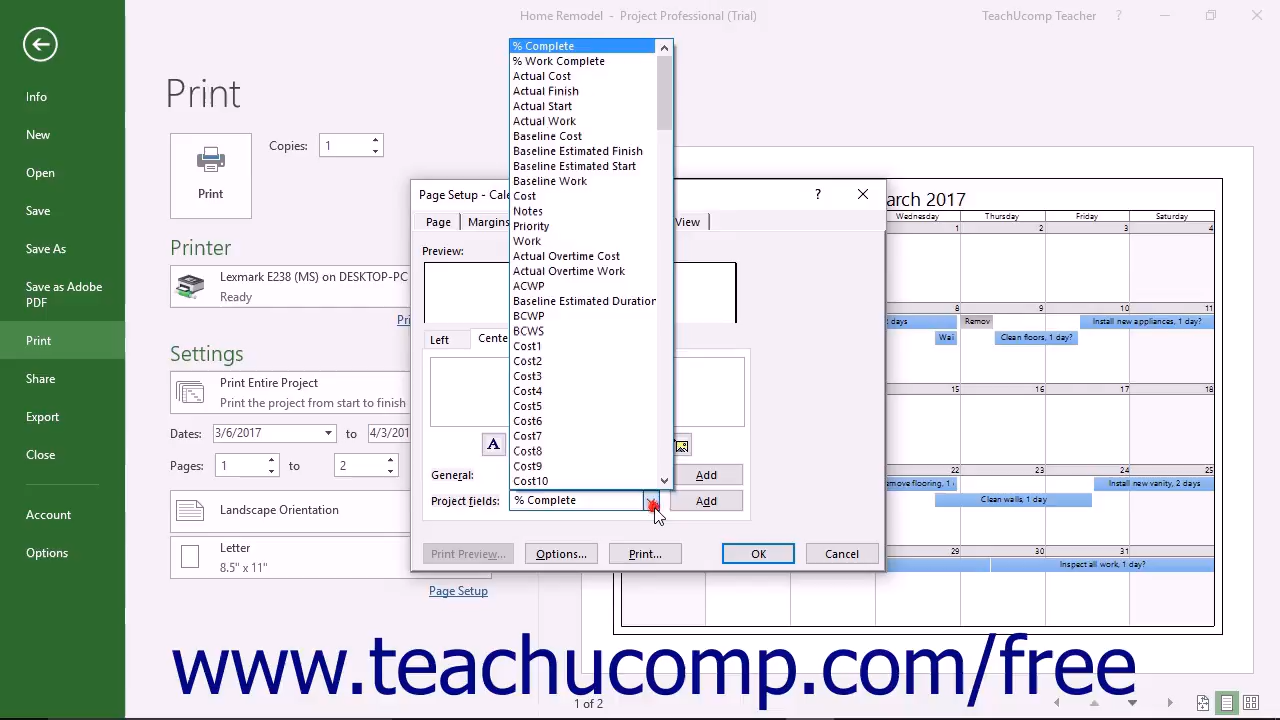 Home Remodel - Project Professional (Trial)
TeachUcomp Teacher
?
Info
New
Open
Save
Save As
Save as Adobe
PDF
Print
Share
Export
Close
Account
Options
Print
Print
Copies:
1
Printer
Lexmark E238 (MS) on DESKTOP-PC
Ready
Settings
Print Entire Project
Print the project from start to finish
Dates:
3/6/2017
to
Pages:
1
to
2
Landscape Orientation
Letter
8.5" x 11"
Page Setup
?
Page
Margins
View
Preview:
Left
A
General:
Add
Project fields:
% Complete
Add
Print Preview...
Options...
Print...
OK
Cancel
% Complete
% Work Complete
Actual Cost
Actual Finish
Actual Start
Actual Work
Baseline Cost
Baseline Estimated Finish
Baseline Estimated Start
Baseline Work
Cost
Notes
Priority
Work
Actual Overtime Cost
Actual Overtime Work
ACWP
Baseline Estimated Duration
BCWP
BCWS
Cost1
Cost2
Cost3
Cost4
Cost5
Cost6
Cost7
Cost8
Cost9
Cost10
arch 2017
Wednesday
Thursday
Friday
Saturday
1
2
3
4
8
9
10
11
days
Remov
Install new appliances, 1 day?
Wai
Clean floors, 1 day?
15
16
17
18
22
23
24
25
Install new vanity, 2 days
Clean walls, 1 day
29
30
31
Inspect all work, 1 day?
www.teachucomp.com/free
1 of 2